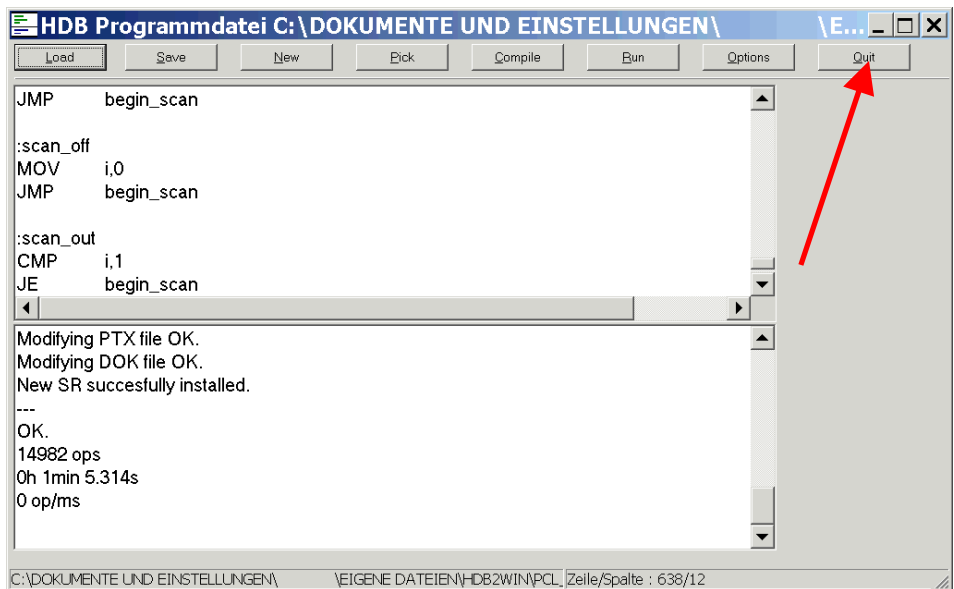 HDB Programmdatei C:\DOKUMENTE UND EINSTELLUNGEN\ \E...
Load Save New Pick Compile Run Options Quit
JMP begin_scan
:scan_off
MOV i,0
JMP begin_scan
:scan_out
CMP i,1
JE begin_scan
Modifying PTX file OK.
Modifying DOK file OK.
New SR succesfully installed.
---
OK.
14982 ops
0h 1min 5.314s
0 op/ms
C:\DOKUMENTE UND EINSTELLUNGEN\ \EIGENE DATEIEN\HDB2WIN\PCL_ Zeile/Spalte : 638/12